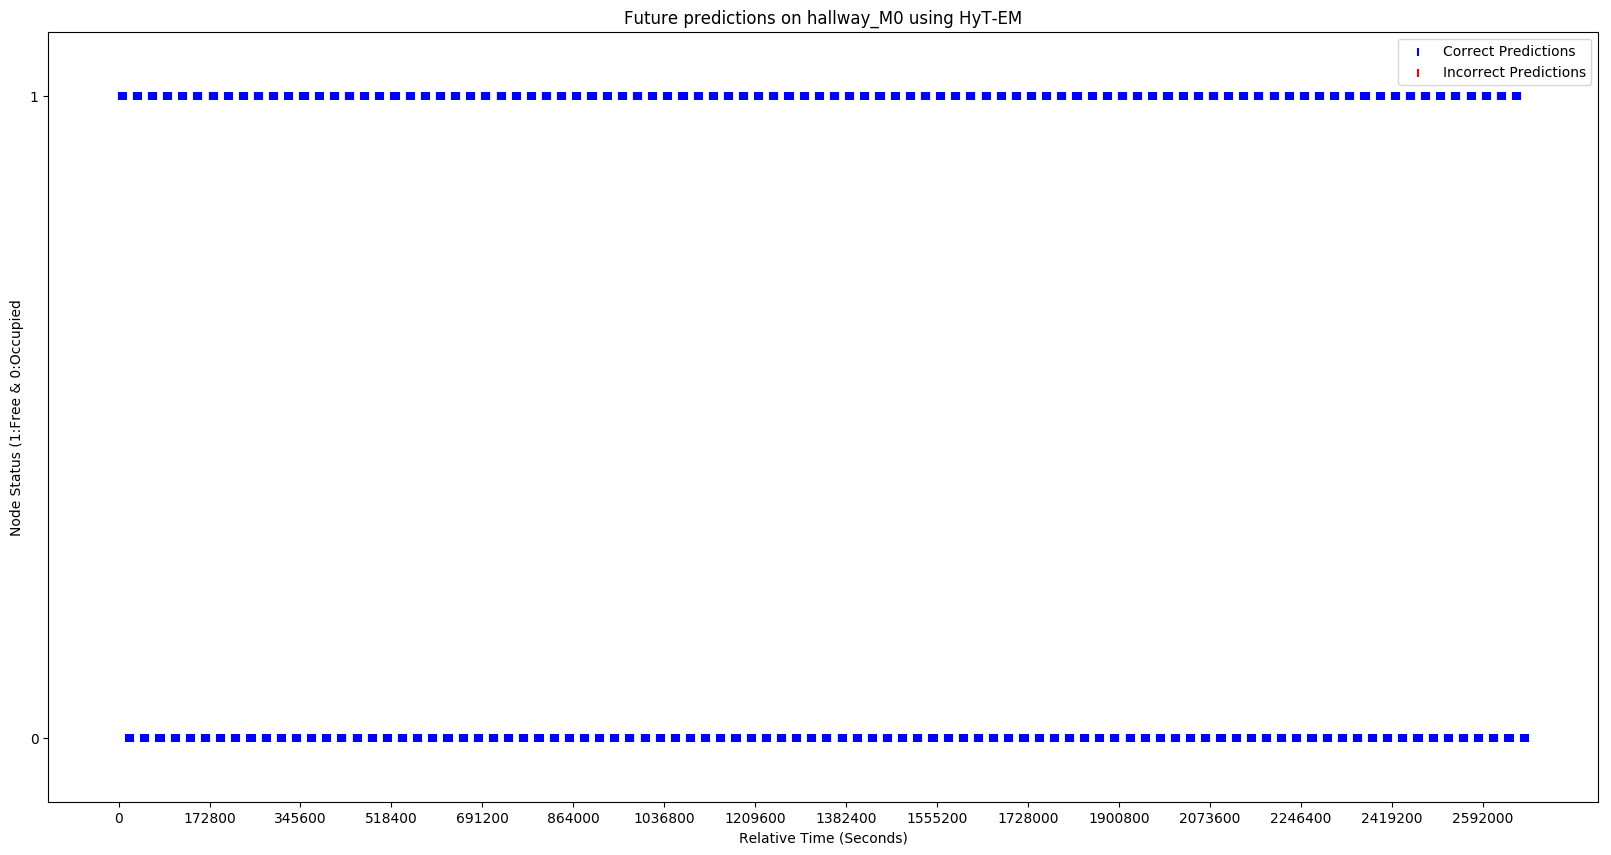 Future predictions on hallway_M0 using HyT-EM
Correct Predictions
Incorrect Predictions
1
0
Node Status (1:Free & 0:Occupied
0 172800 345600 518400 691200 864000 1036800 1209600 1382400 1555200 1728000 1900800 2073600 2246400 2419200 2592000
Relative Time (Seconds)